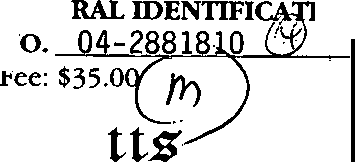 RAL IDENTIFICATI
O. 04-2881810
Fee: $35.00 m
tts